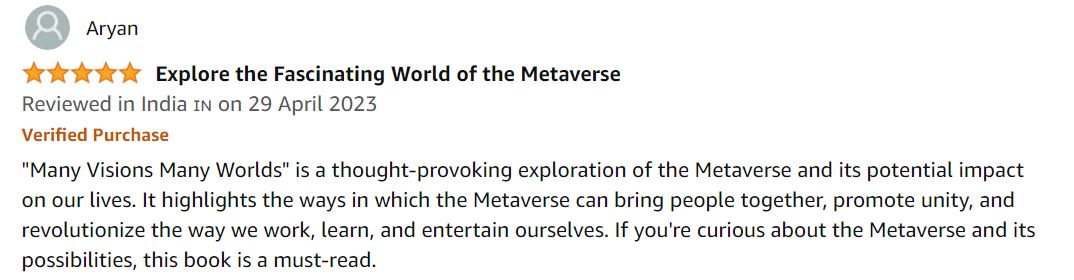 Aryan
Explore the Fascinating World of the Metaverse
Reviewed in India IN on 29 April 2023
Verified Purchase
"Many Visions Many Worlds" is a thought-provoking exploration of the Metaverse and its potential impact
on our lives. It highlights the ways in which the Metaverse can bring people together, promote unity, and
revolutionize the way we work, learn, and entertain ourselves. If you're curious about the Metaverse and its
possibilities, this book is a must-read.